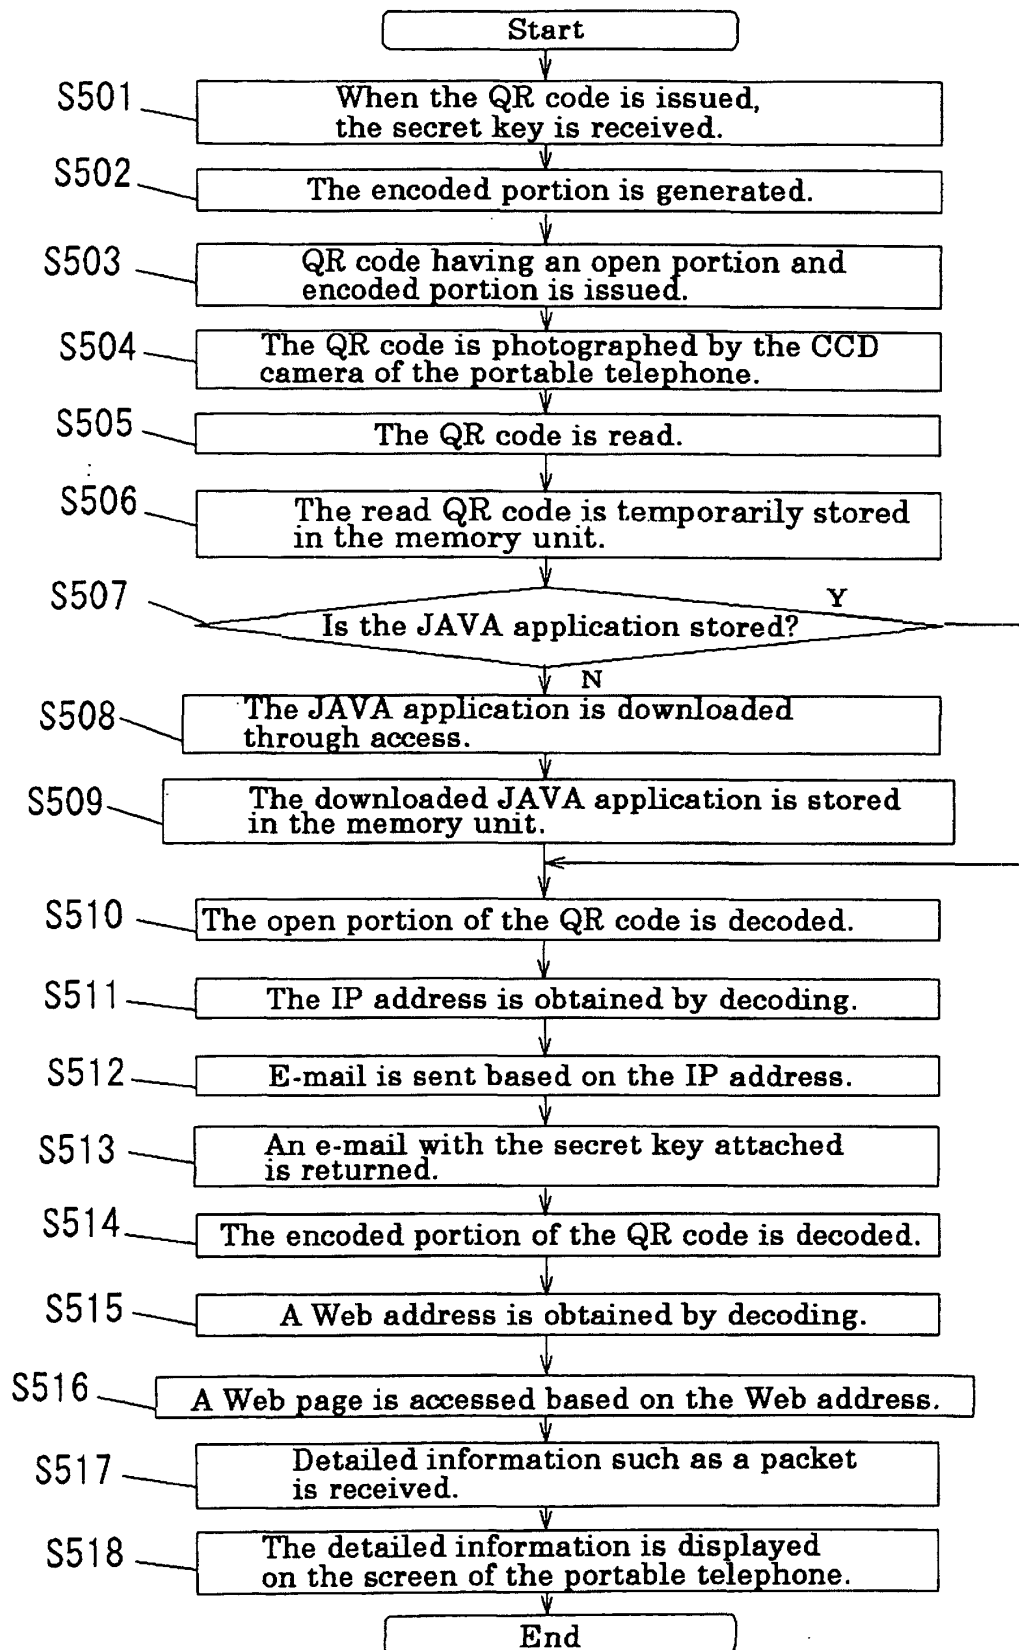 Start
S501
When the QR code is issued,
the secret key is received.
S502
The encoded portion is generated.
S503
QR code having an open portion and
encoded portion is issued.
S504
The QR code is photographed by the CCD
camera of the portable telephone.
S505
The QR code is read.
S506
The read QR code is temporarily stored
in the memory unit.
S507
Y
Is the JAVA application stored?
N
S508
The JAVA application is downloaded
through access.
S509
The downloaded JAVA application is stored
in the memory unit.
S510
The open portion of the QR code is decoded.
S511
The IP address is obtained by decoding.
S512
E-mail is sent based on the IP address.
S513
An e-mail with the secret key attached
is returned.
S514
The encoded portion of the QR code is decoded.
S515
A Web address is obtained by decoding.
S516
A Web page is accessed based on the Web address.
S517
Detailed information such as a packet
is received.
S518
The detailed information is displayed
on the screen of the portable telephone.
End